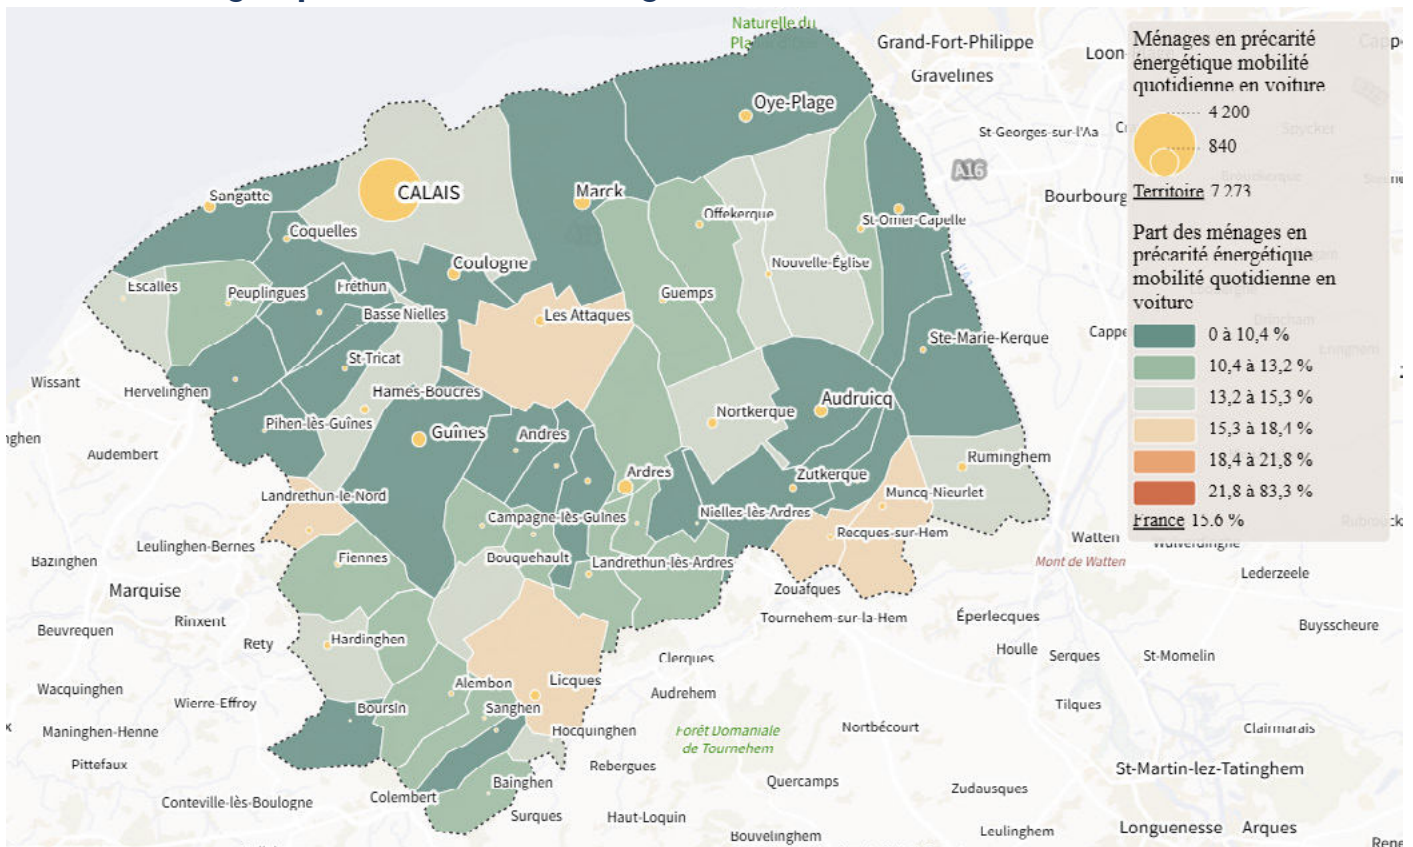 Naturelle du
Grand-Fort-Philippe
Gravelines
Oye-Plage
St-Georges-sur-l'Aa
A16
Bourbourg
Sangatte
CALAIS
Marck
Coquelles
Offekerque
St-Omer-Capelle
Coulogne
Nouvelle-Église
Escalles
Peuplingues
Fréthun
Guemps
Basse Nielles
Les Attaques
Ste-Marie-Kerque
St-Tricat
Wissant
Hervelinghen
Hames-Boucres
Nortkerque
Audruicq
Pihen-lès-Guînes
Guînes
Andres
Audembert
Ardres
Zutkerque
Ruminghem
Landrethun-le-Nord
Muncq-Nieurlet
Campagne-lès-Guînes
Nielles-lès-Ardres
Leulinghen-Bernes
Recques-sur-Hem
Watten
Bazinghen
Fiennes
Bouquehault
Landrethun-lès-Ardres
Mont de Watten
Lederzeele
Marquise
Zouafques
Rinxent
Tournehem-sur-la-Hem
Éperlecques
Beuvrequen
Rety
Hardinghen
Buysscheure
Clerques
Houlle
Serques
St-Momelin
Wacquinghen
Alembon
Licques
Audrehem
Wierre-Effroy
Boursin
Sanghen
Tilques
Maninghen-Henne
Hocquinghen
Forêt Domaniale
de Tournehem
Nortbécourt
Clairmarais
Pittefaux
Rebergues
St-Martin-lez-Tatinghem
Bainghen
Quercamps
Zudausques
Conteville-lès-Boulogne
Colembert
Surques
Haut-Loquin
Bouvelinghem
Leulinghem
Longuenesse
Arques
Ménages en précarité
énergétique mobilité
quotidienne en voiture
4 200
840
Territoire 7 273
Part des ménages en
précarité énergétique
mobilité quotidienne en
voiture
0 à 10,4 %
10,4 à 13,2 %
13,2 à 15,3 %
15,3 à 18,4 %
18,4 à 21,8 %
21,8 à 83,3 %
France 15.6 %